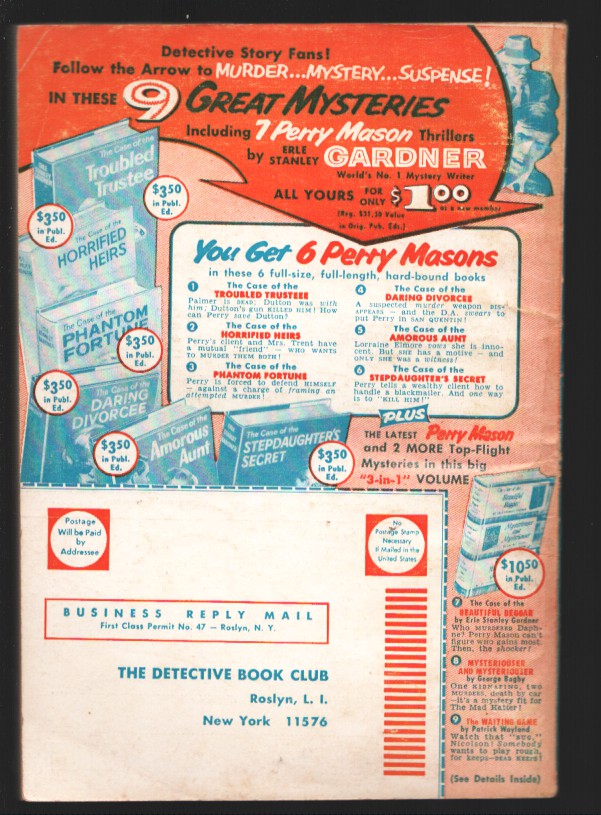 Detective Story Fans!
Follow the Arrow to MURDER...MYSTERY...SUSPENSE!
IN THESE 9 GREAT MYSTERIES
Including 7 Perry Mason Thrillers
by ERLE STANLEY GARDNER
World's No. 1 Mystery Writer
ALL YOURS FOR ONLY $1.00
as a new member
(Reg. $31.50 Value
in Orig. Pub. Eds.)
The Case of the
Troubled
Trustee
$3.50
in Publ.
Ed.
$3.50
in Publ.
Ed.
The Case of the
HORRIFIED
HEIRS
The Case of the
PHANTOM
FORTUNE
$3.50
in Publ.
Ed.
$3.50
in Publ.
Ed.
The Case of the
DARING
DIVORCEE
$3.50
in Publ.
Ed.
The Case of the
Amorous
Aunt
The Case of the
STEPDAUGHTER'S
SECRET
$3.50
in Publ.
Ed.
You Get 6 Perry Masons
in these 6 full-size, full-length, hard-bound books
1 The Case of the
TROUBLED TRUSTEEE
Palmer is DEAD; Dutton was with
him; Dutton's gun KILLED HIM! How
can Perry save Dutton?
2 The Case of the
HORRIFIED HEIRS
Perry's client and Mrs. Trent have
a mutual "friend" — WHO WANTS
TO MURDER THEM BOTH!
3 The Case of the
PHANTOM FORTUNE
Perry is forced to defend HIMSELF
— against a charge of framing an
attempted MURDER!
4 The Case of the
DARING DIVORCEE
A suspected murder weapon DIS-
APPEARS — and the D.A. swears to
put Perry in SAN QUENTIN!
5 The Case of the
AMOROUS AUNT
Lorraine Elmore vows she is inno-
cent. But SHE has a motive — and
ONLY SHE was a witness!
6 The Case of the
STEPDAUGHTER'S SECRET
Perry tells a wealthy client how to
handle a blackmailer. And one way
is to "KILL HIM!"
PLUS
THE LATEST Perry Mason
and 2 MORE Top-Flight
Mysteries in this big
"3-in-1" VOLUME
$10.50
in Publ.
Ed.
7 The Case of the
BEAUTIFUL BEGGAR
by Erle Stanley Gardner
Who MURDERED Daph-
ne? Perry Mason can't
figure who gains most.
Then, the shocker!
8 MYSTERIOUSER
AND MYSTERIOUSER
by George Bagby
One KIDNAPING, TWO
MURDERS, death by car
—it's a mystery fit for
The Mad Hatter!
9 The WAITING GAME
by Patrick Wayland
Watch that "BUG,"
Nicolson! Somebody
wants to play rough,
for keeps—DEAD KEEPS!
(See Details Inside)
Postage
Will be Paid
by
Addressee
No
Postage Stamp
Necessary
If Mailed in the
United States
BUSINESS REPLY MAIL
First Class Permit No. 47 — Roslyn, N. Y.
THE DETECTIVE BOOK CLUB
Roslyn, L. I.
New York 11576